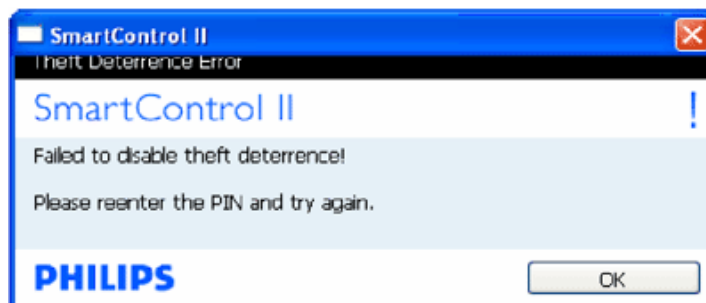 SmartControl II
Theft Deterrence Error
SmartControl II !
Failed to disable theft deterrence!
Please reenter the PIN and try again.
PHILIPS
OK